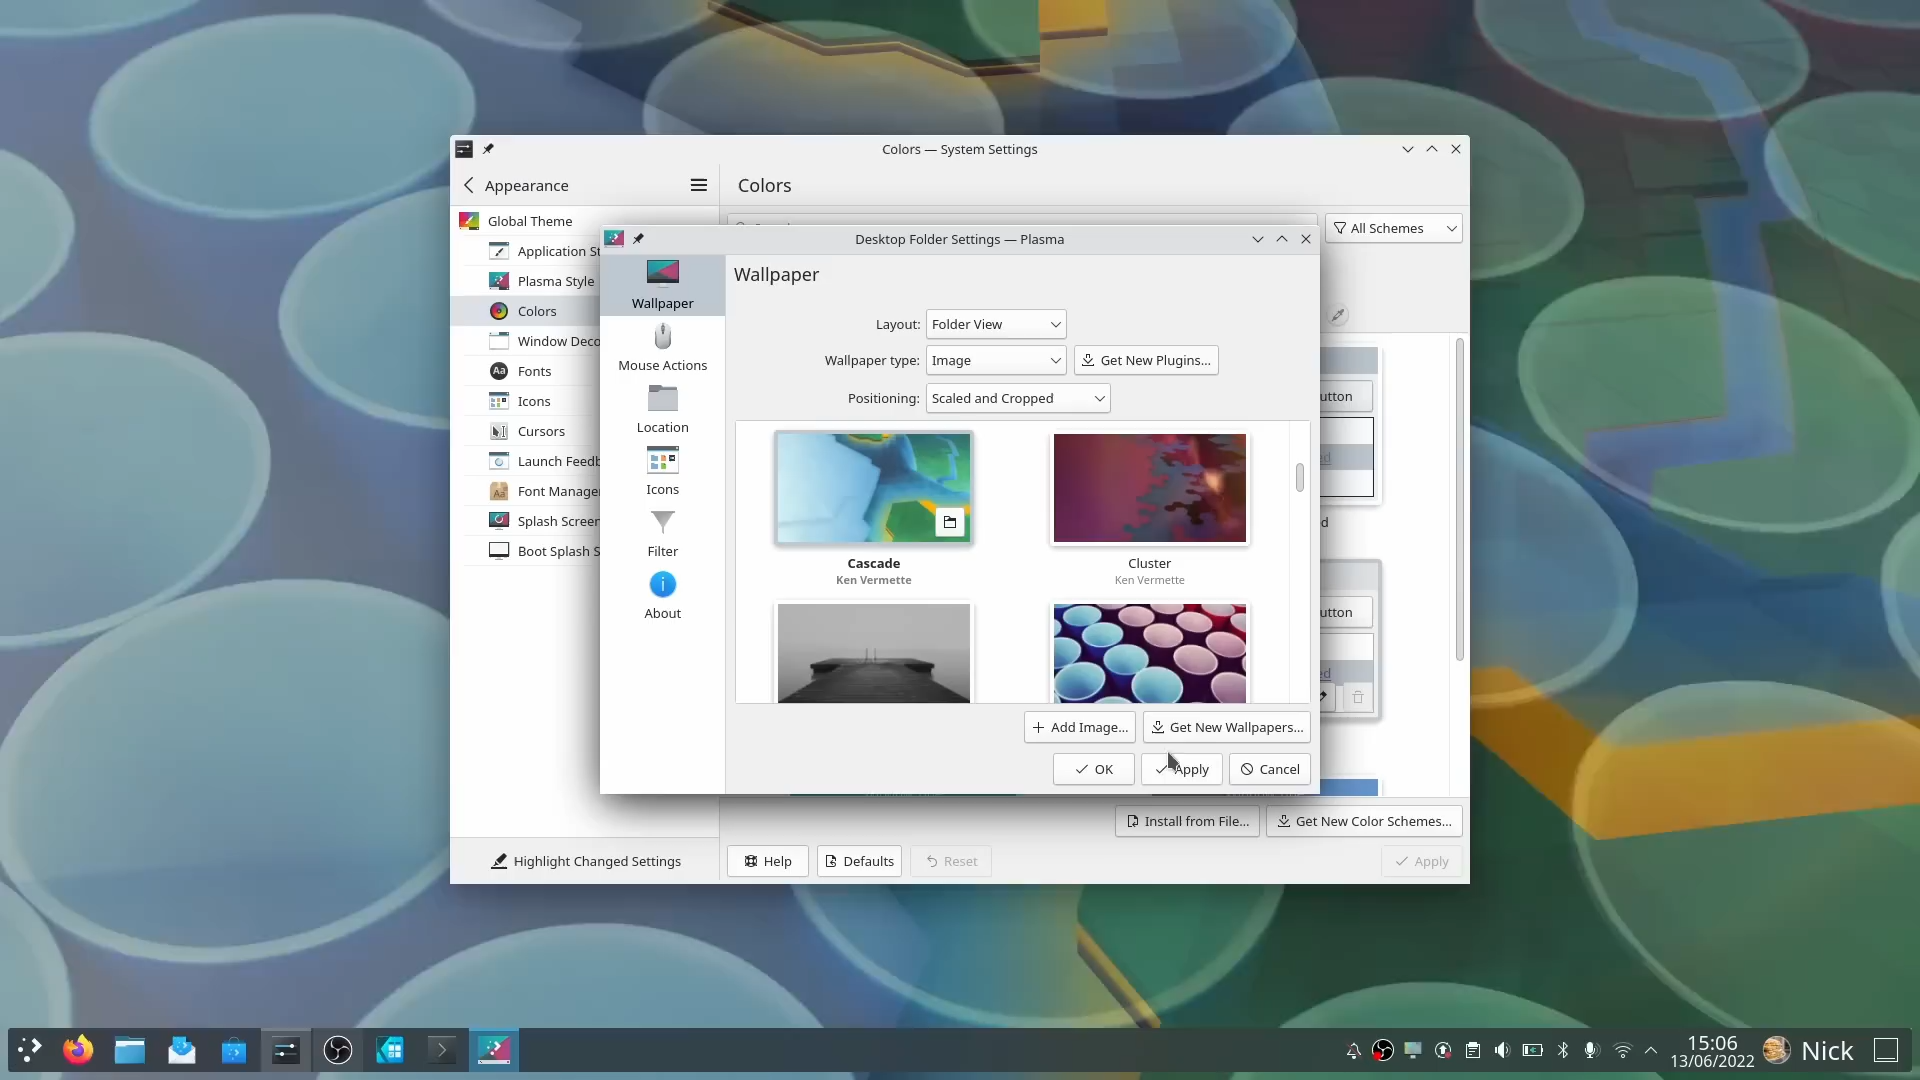 Colors — System Settings
Appearance
Colors
Global Theme
All Schemes
Application St
Plasma Style
Colors
Window Deco
Fonts
Icons
Cursors
Launch Feedb
Font Manage
Splash Screen
Boot Splash S
Desktop Folder Settings — Plasma
Wallpaper
Mouse Actions
Location
Icons
Filter
About
Wallpaper
Layout: Folder View
Wallpaper type: Image Get New Plugins...
Positioning: Scaled and Cropped
Cascade
Ken Vermette
Cluster
Ken Vermette
Add Image... Get New Wallpapers...
OK Apply Cancel
utton
ed
d
utton
ed
Install from File... Get New Color Schemes...
Highlight Changed Settings
Help Defaults Reset Apply
15:06
13/06/2022
Nick